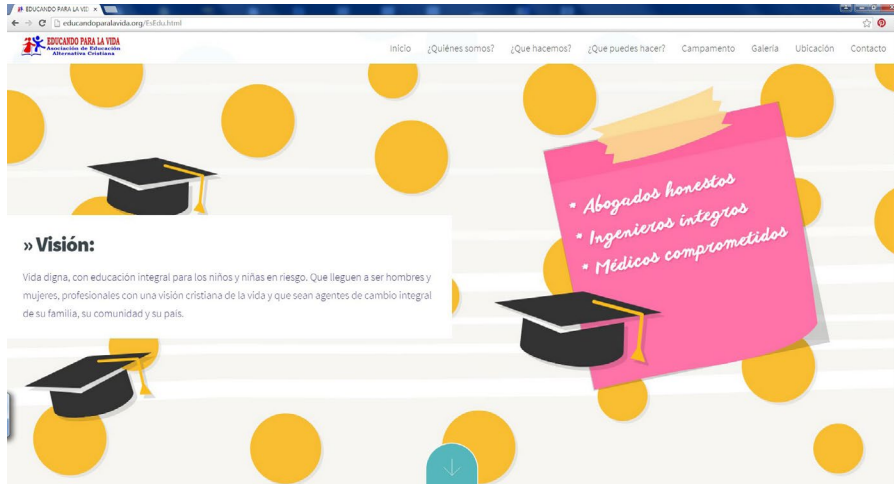 EDUCANDO PARA LA VID
educandoparalavida.org/EsEdu.html
EDUCANDO PARA LA VIDA
Asociación de Educación
Alternativa Cristiana
Inicio ¿Quiénes somos? ¿Que hacemos? ¿Que puedes hacer? Campamento Galería Ubicación Contacto
* Abogados honestos
* Ingenieros integros
* Médicos comprometidos
» Visión:
Vida digna, con educación integral para los niños y niñas en riesgo. Que lleguen a ser hombres y
mujeres, profesionales con una visión cristiana de la vida y que sean agentes de cambio integral
de su familia, su comunidad y su país.